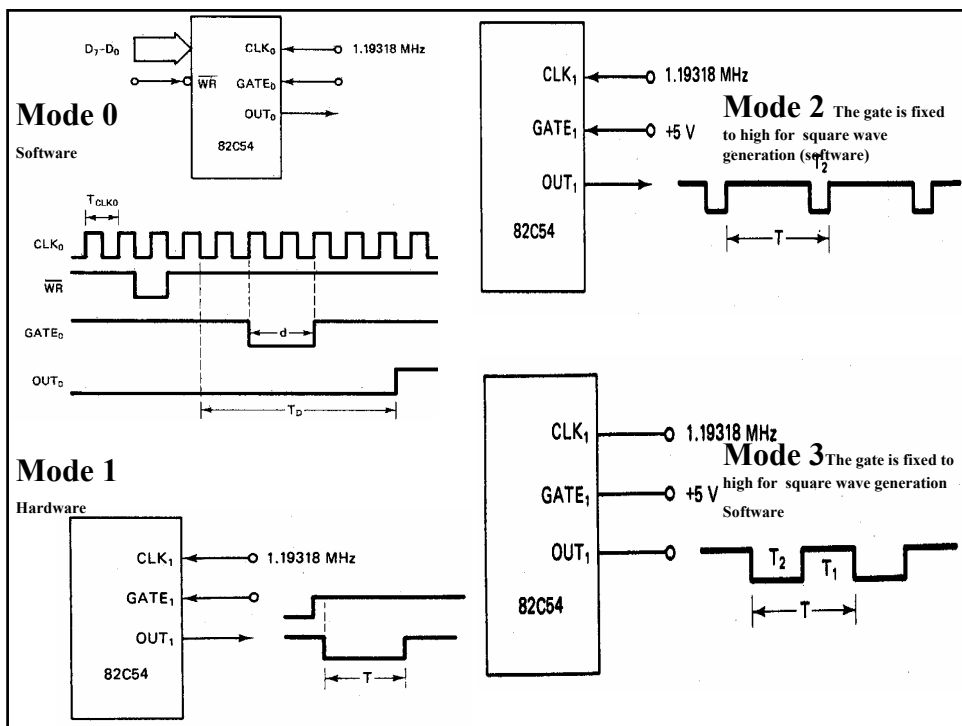 D₇-D₀
CLK₀
1.19318 MHz
WR
GATE₀
OUT₀
82C54
Mode 0
Software
T_CLK0
CLK₀
WR
GATE₀
d
OUT₀
T_D
Mode 1
Hardware
CLK₁
1.19318 MHz
GATE₁
OUT₁
T
82C54
CLK₁
1.19318 MHz
GATE₁
+5 V
OUT₁
82C54
Mode 2 The gate is fixed
to high for square wave
generation (software)
T₂
T
CLK₁
1.19318 MHz
GATE₁
+5 V
OUT₁
82C54
Mode 3 The gate is fixed to
high for square wave generation
Software
T₂
T₁
T